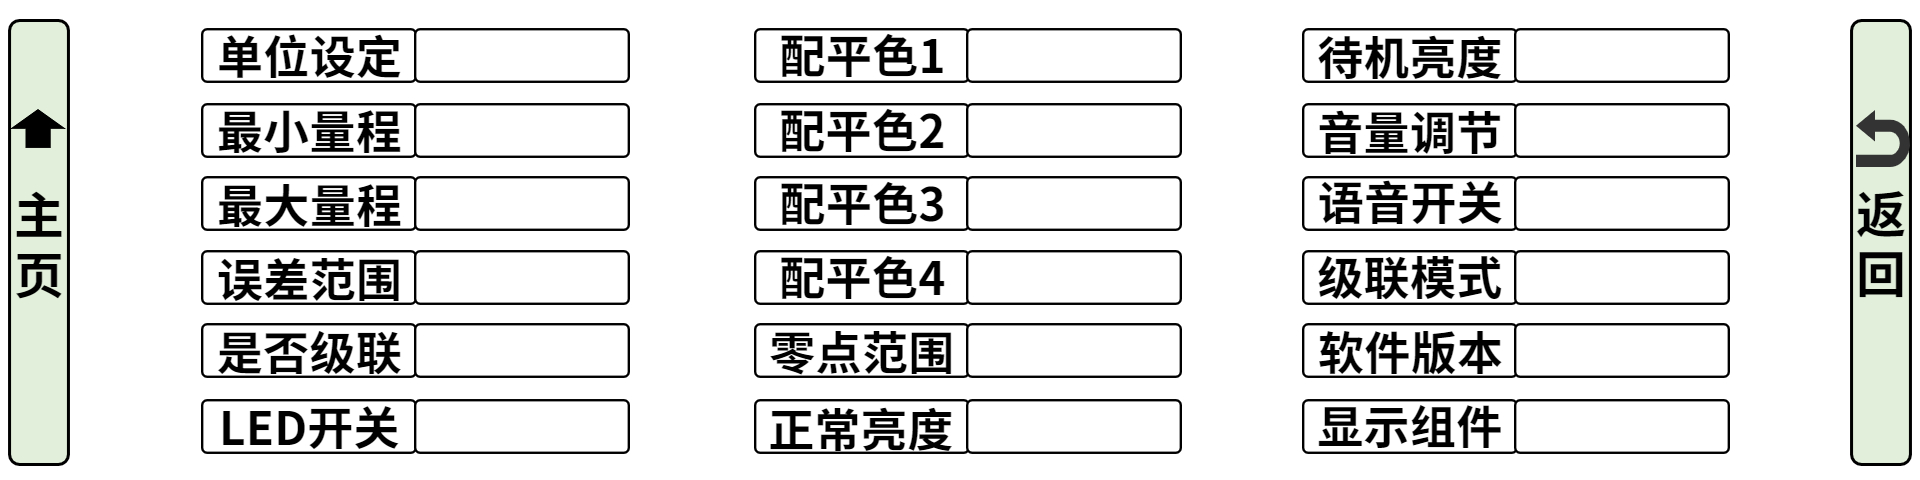 主页
单位设定
最小量程
最大量程
误差范围
是否级联
LED开关
配平色1
配平色2
配平色3
配平色4
零点范围
正常亮度
待机亮度
音量调节
语音开关
级联模式
软件版本
显示组件
返回